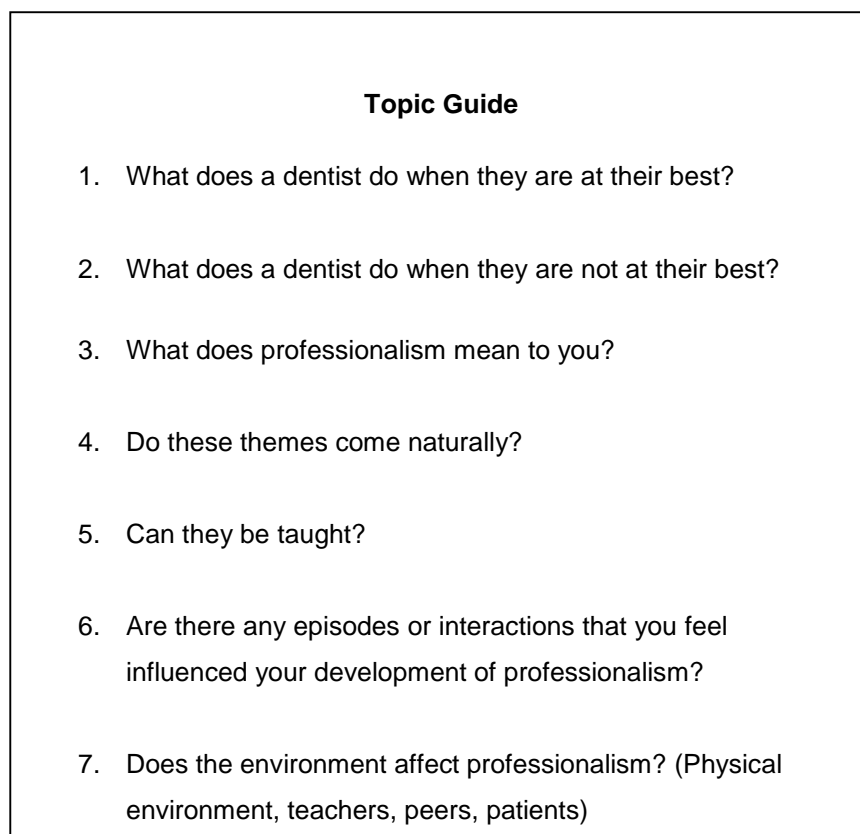 Topic Guide
1. What does a dentist do when they are at their best?
2. What does a dentist do when they are not at their best?
3. What does professionalism mean to you?
4. Do these themes come naturally?
5. Can they be taught?
6. Are there any episodes or interactions that you feel
influenced your development of professionalism?
7. Does the environment affect professionalism? (Physical
environment, teachers, peers, patients)